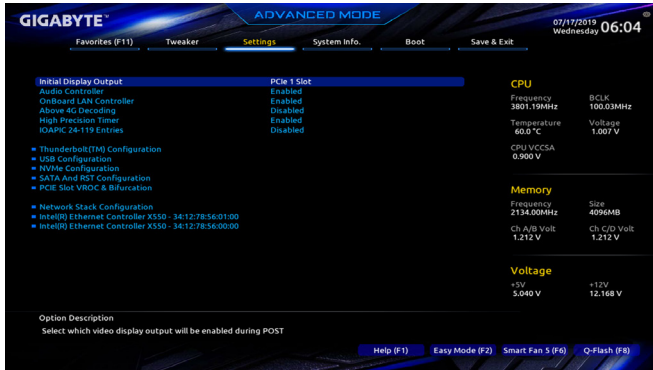 GIGABYTE™
ADVANCED MODE
07/17/2019
Wednesday 06:04
Favorites (F11) Tweaker Settings System Info. Boot Save & Exit
Initial Display Output PCIe 1 Slot
Audio Controller Enabled
OnBoard LAN Controller Enabled
Above 4G Decoding Disabled
High Precision Timer Enabled
IOAPIC 24-119 Entries Disabled
Thunderbolt(TM) Configuration
USB Configuration
NVMe Configuration
SATA And RST Configuration
PCIE Slot VROC & Bifurcation
Network Stack Configuration
Intel(R) Ethernet Controller X550 - 34:12:78:56:01:00
Intel(R) Ethernet Controller X550 - 34:12:78:56:00:00
CPU
Frequency BCLK
3801.19MHz 100.03MHz
Temperature Voltage
60.0 °C 1.007 V
CPU VCCSA
0.900 V
Memory
Frequency Size
2134.00MHz 4096MB
Ch A/B Volt Ch C/D Volt
1.212 V 1.212 V
Voltage
+5V +12V
5.040 V 12.168 V
Option Description
Select which video display output will be enabled during POST
Help (F1) Easy Mode (F2) Smart Fan 5 (F6) Q-Flash (F8)